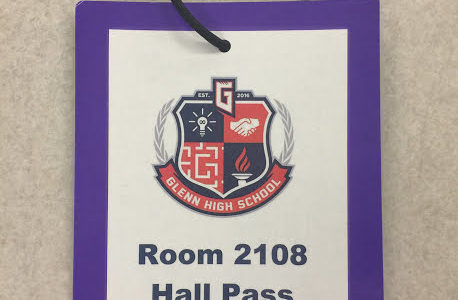 G
EST. 2016
GLENN HIGH SCHOOL
Room 2108
Hall Pass